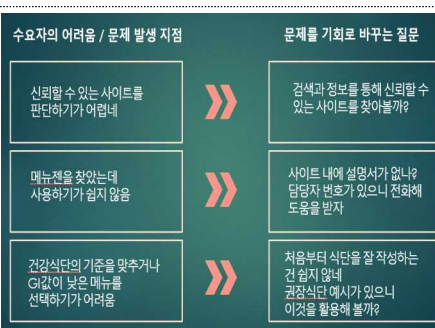 수요자의 어려움 / 문제 발생 지점
문제를 기회로 바꾸는 질문
신뢰할 수 있는 사이트를
판단하기가 어렵네
검색과 정보를 통해 신뢰할 수
있는 사이트를 찾아볼까?
메뉴젠을 찾았는데
사용하기가 쉽지 않음
사이트 내에 설명서가 없나?
담당자 번호가 있으니 전화해
도움을 받자
건강식단의 기준을 맞추거나
GI값이 낮은 메뉴를
선택하기가 어려움
처음부터 식단을 잘 작성하는
건 쉽지 않네
권장식단 예시가 있으니
이것을 활용해 볼까?